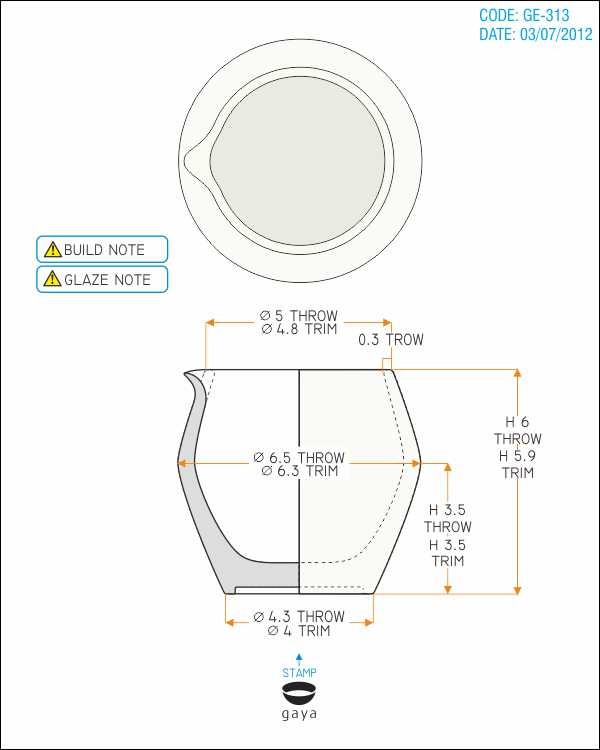 CODE: GE-313
DATE: 03/07/2012
BUILD NOTE
GLAZE NOTE
Ø 5 THROW
Ø 4.8 TRIM
0.3 TROW
Ø 6.5 THROW
Ø 6.3 TRIM
H 6
THROW
H 5.9
TRIM
H 3.5
THROW
H 3.5
TRIM
Ø 4.3 THROW
Ø 4 TRIM
STAMP
gaya